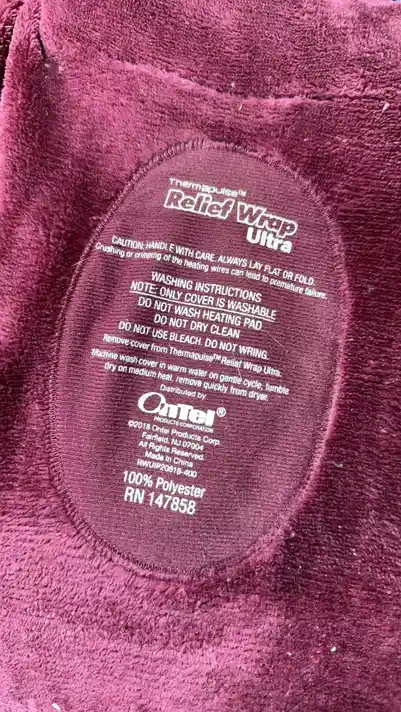 Thermapulse™
Relief Wrap
Ultra
CAUTION: HANDLE WITH CARE. ALWAYS LAY FLAT OR FOLD.
Crushing or crimping of the heating wires can lead to premature failure.
WASHING INSTRUCTIONS
NOTE: ONLY COVER IS WASHABLE
DO NOT WASH HEATING PAD
DO NOT DRY CLEAN
DO NOT USE BLEACH. DO NOT WRING.
Remove cover from Thermapulse™ Relief Wrap Ultra.
Machine wash cover in warm water on gentle cycle, tumble
dry on medium heat, remove quickly from dryer.
Distributed by
OnTel®
PRODUCTS CORPORATION
©2018 Ontel Products Corp.
Fairfield, NJ 07004
All Rights Reserved.
Made in China
RWUIP20618-400
100% Polyester
RN 147858